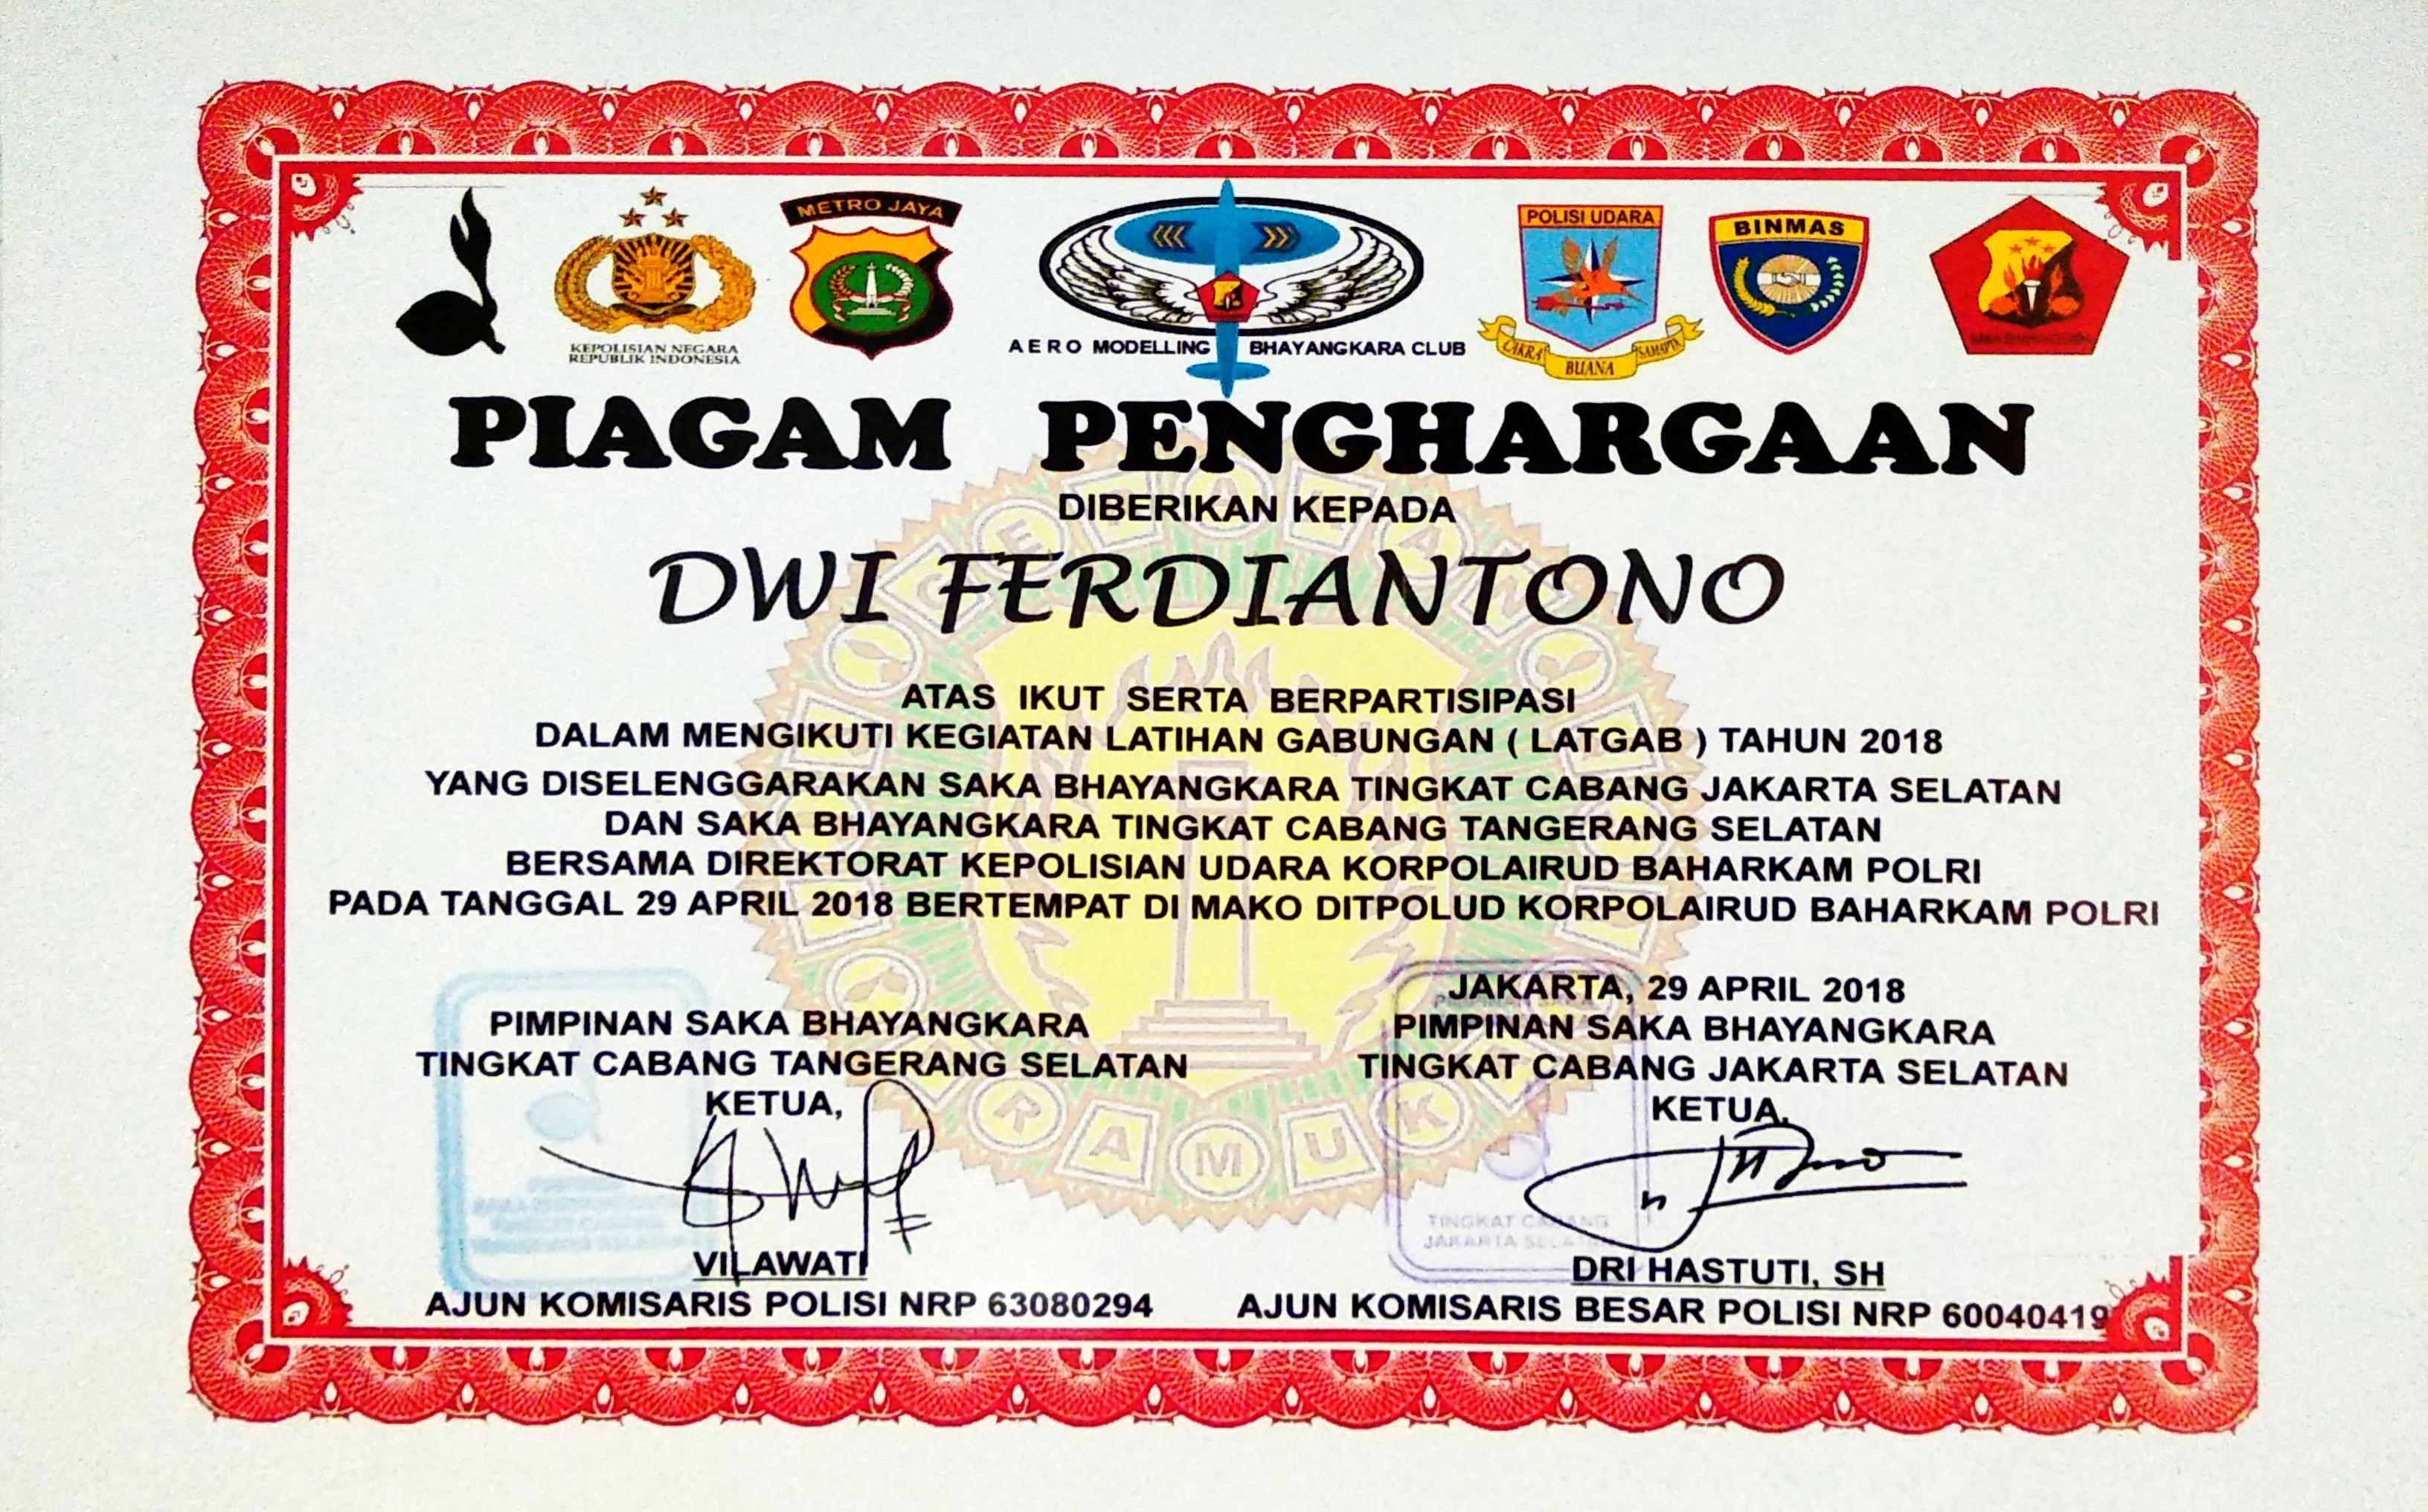 METRO JAYA
POLISI UDARA
BINMAS
KEPOLISIAN NEGARA
REPUBLIK INDONESIA
AERO MODELLING BHAYANGKARA CLUB
CAKRA BUANA SAMAPTA
PIAGAM PENGHARGAAN
DIBERIKAN KEPADA
DWI FERDIANTONO
ATAS IKUT SERTA BERPARTISIPASI
DALAM MENGIKUTI KEGIATAN LATIHAN GABUNGAN ( LATGAB ) TAHUN 2018
YANG DISELENGGARAKAN SAKA BHAYANGKARA TINGKAT CABANG JAKARTA SELATAN
DAN SAKA BHAYANGKARA TINGKAT CABANG TANGERANG SELATAN
BERSAMA DIREKTORAT KEPOLISIAN UDARA KORPOLAIRUD BAHARKAM POLRI
PADA TANGGAL 29 APRIL 2018 BERTEMPAT DI MAKO DITPOLUD KORPOLAIRUD BAHARKAM POLRI
PIMPINAN SAKA BHAYANGKARA
TINGKAT CABANG TANGERANG SELATAN
KETUA,
VILAWATI
AJUN KOMISARIS POLISI NRP 63080294
JAKARTA, 29 APRIL 2018
PIMPINAN SAKA BHAYANGKARA
TINGKAT CABANG JAKARTA SELATAN
KETUA,
TINGKAT CABANG
JAKARTA SELATAN
DRI HASTUTI, SH
AJUN KOMISARIS BESAR POLISI NRP 60040419